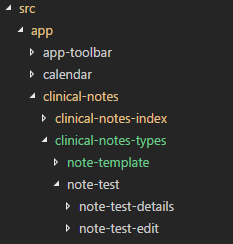 src
app
app-toolbar
calendar
clinical-notes
clinical-notes-index
clinical-notes-types
note-template
note-test
note-test-details
note-test-edit